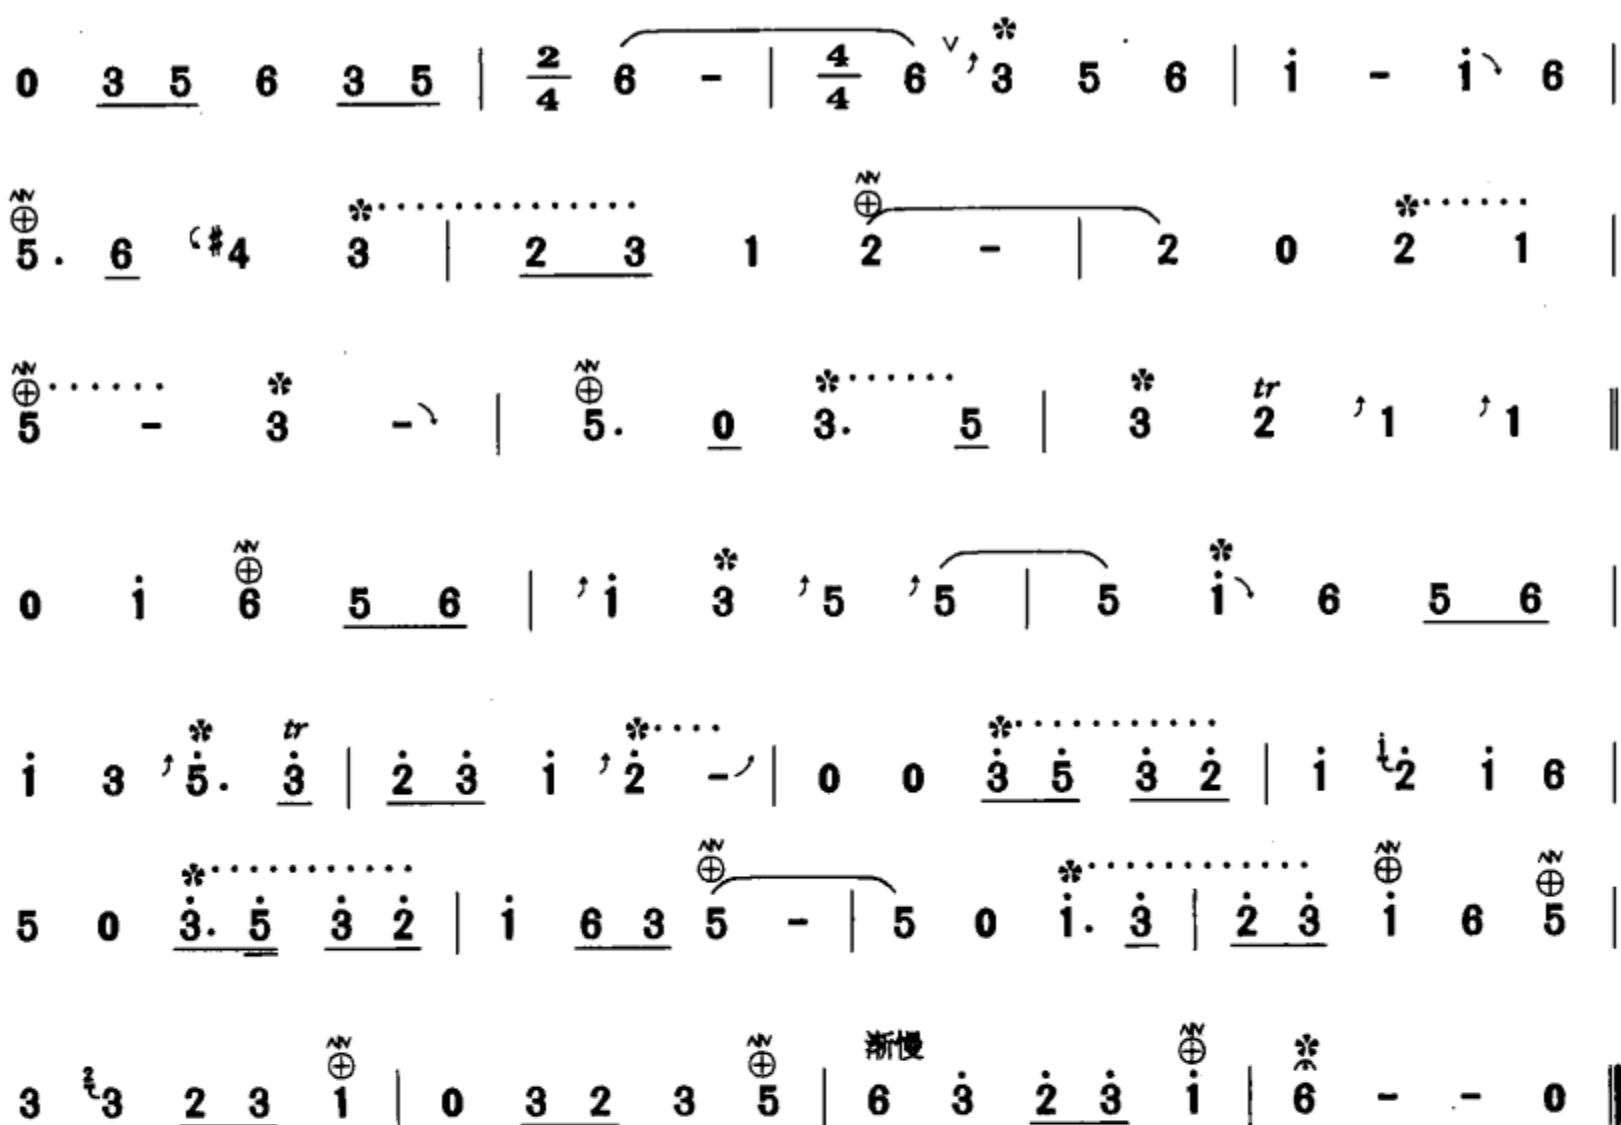 0 3 5 6 3 5 | 2/4 6 - | 4/4 6 3 5 6 | i - i 6 |
5. 6 #4 3 | 2 3 1 2 - | 2 0 2 1 |
5 - 3 - | 5. 0 3. 5 | 3 tr 2 1 1 ‖
0 i 6 5 6 | i 3 5 5 | 5 i 6 5 6 |
i 3 5̇. tr 3̇ | 2̇ 3̇ i 2̇ - | 0 0 3̇ 5̇ 3̇ 2̇ | i i 2̇ i 6 |
5 0 3̇. 5̇ 3̇ 2̇ | i 6 3 5 - | 5 0 i. 3̇ | 2̇ 3̇ i 6 5 |
渐慢
3 2 3 2 3 1 | 0 3 2 3 5 | 6 3̇ 2̇ 3̇ i | 6 - - 0 ‖